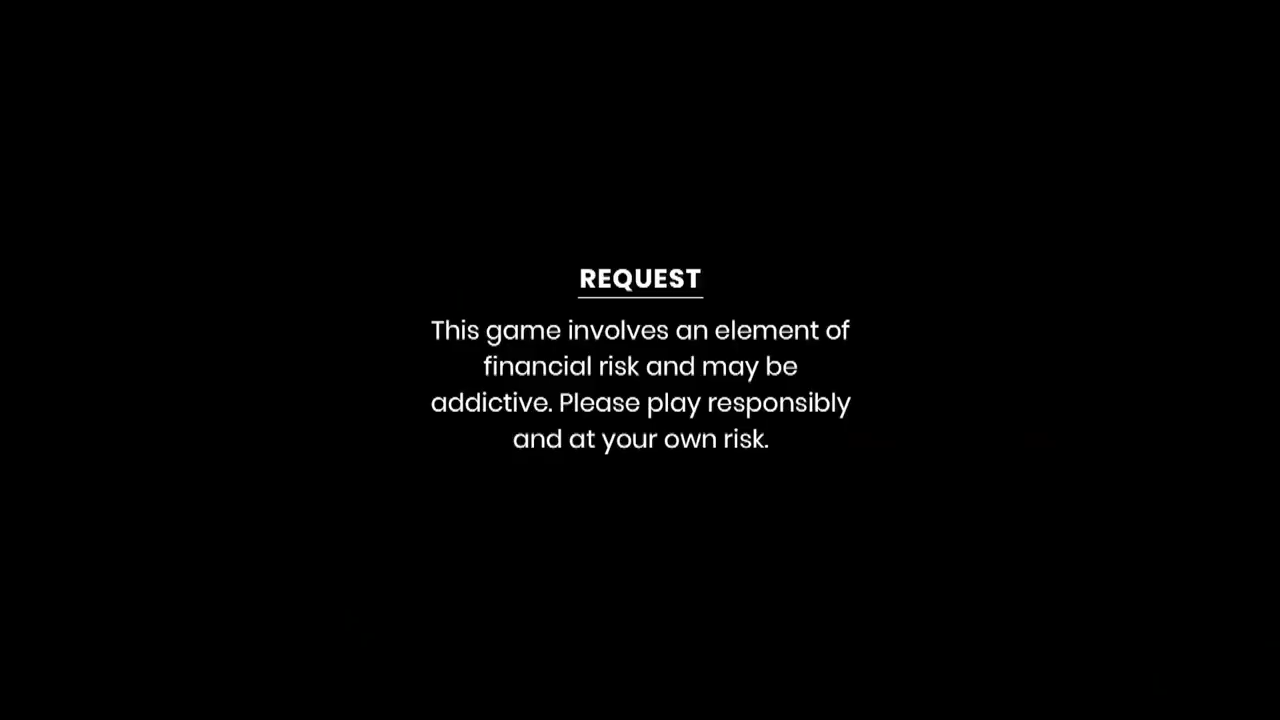 REQUEST
This game involves an element of
financial risk and may be
addictive. Please play responsibly
and at your own risk.